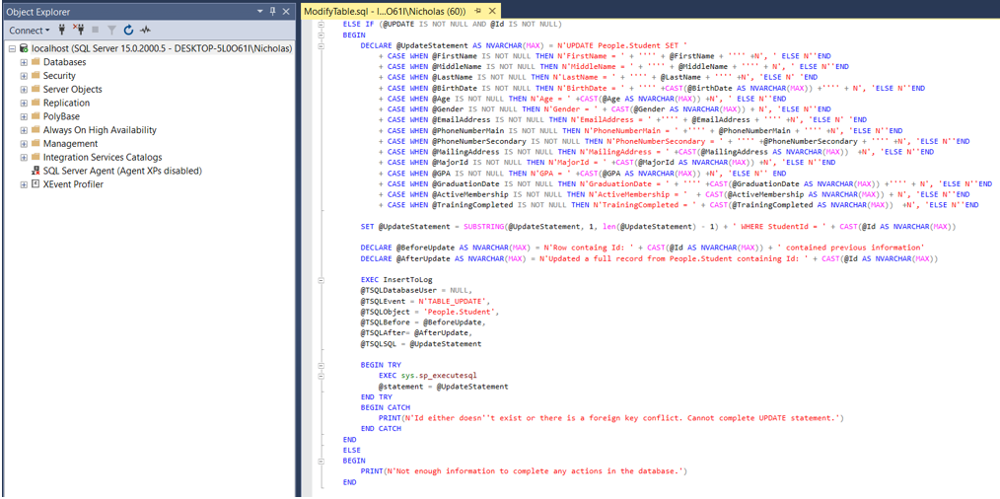 Object Explorer
Connect
localhost (SQL Server 15.0.2000.5 - DESKTOP-5L0O61I\Nicholas)
Databases
Security
Server Objects
Replication
PolyBase
Always On High Availability
Management
Integration Services Catalogs
SQL Server Agent (Agent XPs disabled)
XEvent Profiler
ModifyTable.sql - l...O61I\Nicholas (60))
ELSE IF (@UPDATE IS NOT NULL AND @Id IS NOT NULL)
BEGIN
DECLARE @UpdateStatement AS NVARCHAR(MAX) = N'UPDATE People.Student SET '
+ CASE WHEN @FirstName IS NOT NULL THEN N'FirstName = ' + '''' + @FirstName + '''' +N', ' ELSE N''END
+ CASE WHEN @MiddleName IS NOT NULL THEN N'MiddleName = ' + '''' + @MiddleName + '''' + N', 'ELSE N''END
+ CASE WHEN @LastName IS NOT NULL THEN N'LastName = ' + '''' + @LastName + '''' +N', 'ELSE N' 'END
+ CASE WHEN @BirthDate IS NOT NULL THEN N'BirthDate = ' + '''' +CAST(@BirthDate AS NVARCHAR(MAX)) +'''' + N', 'ELSE N''END
+ CASE WHEN @Age IS NOT NULL THEN N'Age = ' +CAST(@Age AS NVARCHAR(MAX)) +N', ' ELSE N''END
+ CASE WHEN @Gender IS NOT NULL THEN N'Gender = ' + CAST(@Gender AS NVARCHAR(MAX)) + N', 'ELSE N''END
+ CASE WHEN @EmailAddress IS NOT NULL THEN N'EmailAddress = ' +'''' + @EmailAddress + '''' +N', 'ELSE N' 'END
+ CASE WHEN @PhoneNumberMain IS NOT NULL THEN N'PhoneNumberMain = ' +'''' + @PhoneNumberMain + '''' +N', 'ELSE N''END
+ CASE WHEN @PhoneNumberSecondary IS NOT NULL THEN N'PhoneNumberSecondary = ' + '''' +@PhoneNumberSecondary + '''' +N', 'ELSE N''END
+ CASE WHEN @MailingAddress IS NOT NULL THEN N'MailingAddress = ' +CAST(@MailingAddress AS NVARCHAR(MAX)) +N', 'ELSE N''END
+ CASE WHEN @MajorId IS NOT NULL THEN N'MajorId = ' +CAST(@MajorId AS NVARCHAR(MAX)) +N', 'ELSE N''END
+ CASE WHEN @GPA IS NOT NULL THEN N'GPA = ' +CAST(@GPA AS NVARCHAR(MAX)) +N', 'ELSE N'' END
+ CASE WHEN @GraduationDate IS NOT NULL THEN N'GraduationDate = ' + '''' +CAST(@GraduationDate AS NVARCHAR(MAX)) +'''' + N', 'ELSE N''END
+ CASE WHEN @ActiveMembership IS NOT NULL THEN N'ActiveMembership = ' + CAST(@ActiveMembership AS NVARCHAR(MAX)) + N', 'ELSE N''END
+ CASE WHEN @TrainingCompleted IS NOT NULL THEN N'TrainingCompleted = ' + CAST(@TrainingCompleted AS NVARCHAR(MAX)) +N', 'ELSE N''END
SET @UpdateStatement = SUBSTRING(@UpdateStatement, 1, len(@UpdateStatement) - 1) + ' WHERE StudentId = ' + CAST(@Id AS NVARCHAR(MAX))
DECLARE @BeforeUpdate AS NVARCHAR(MAX) = N'Row containg Id: ' + CAST(@Id AS NVARCHAR(MAX)) + ' contained previous information'
DECLARE @AfterUpdate AS NVARCHAR(MAX) = N'Updated a full record from People.Student containing Id: ' + CAST(@Id AS NVARCHAR(MAX))
EXEC InsertToLog
@TSQLDatabaseUser = NULL,
@TSQLEvent = N'TABLE_UPDATE',
@TSQLObject = 'People.Student',
@TSQLBefore = @BeforeUpdate,
@TSQLAfter= @AfterUpdate,
@TSQLSQL = @UpdateStatement
BEGIN TRY
EXEC sys.sp_executesql
@statement = @UpdateStatement
END TRY
BEGIN CATCH
PRINT(N'Id either doesn''t exist or there is a foreign key conflict. Cannot complete UPDATE statement.')
END CATCH
END
ELSE
BEGIN
PRINT(N'Not enough information to complete any actions in the database.')
END